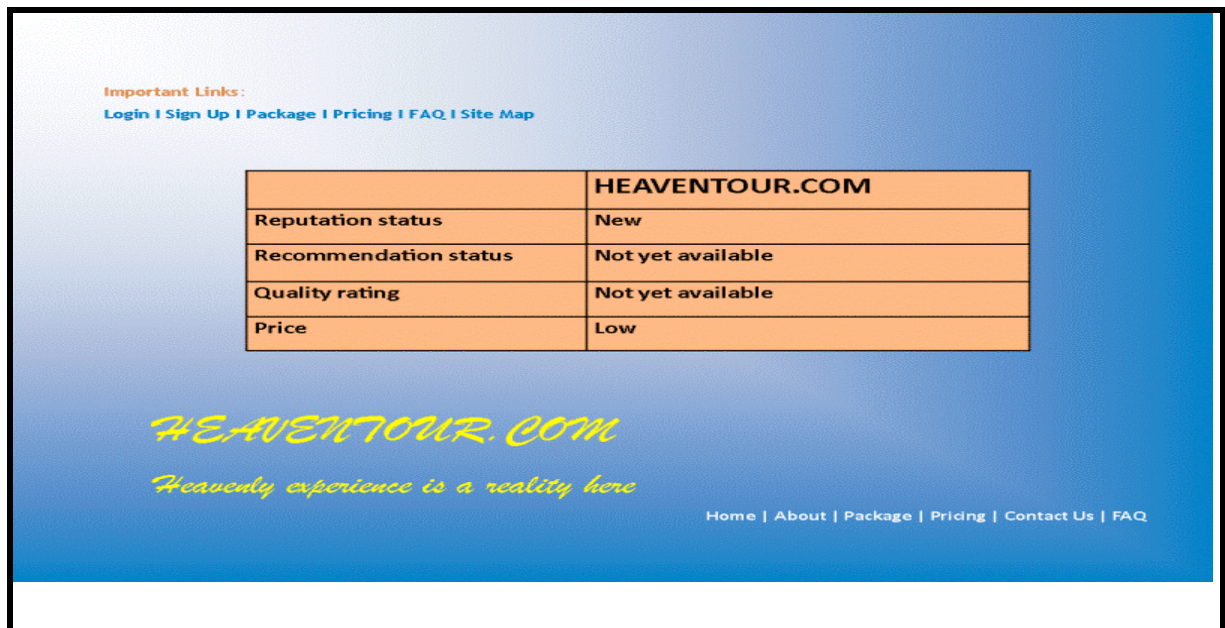 Important Links:
Login I Sign Up I Package I Pricing I FAQ I Site Map
HEAVENTOUR.COM
Reputation status New
Recommendation status Not yet available
Quality rating Not yet available
Price Low
HEAVENTOUR.COM
Heavenly experience is a reality here
Home | About | Package | Pricing | Contact Us | FAQ